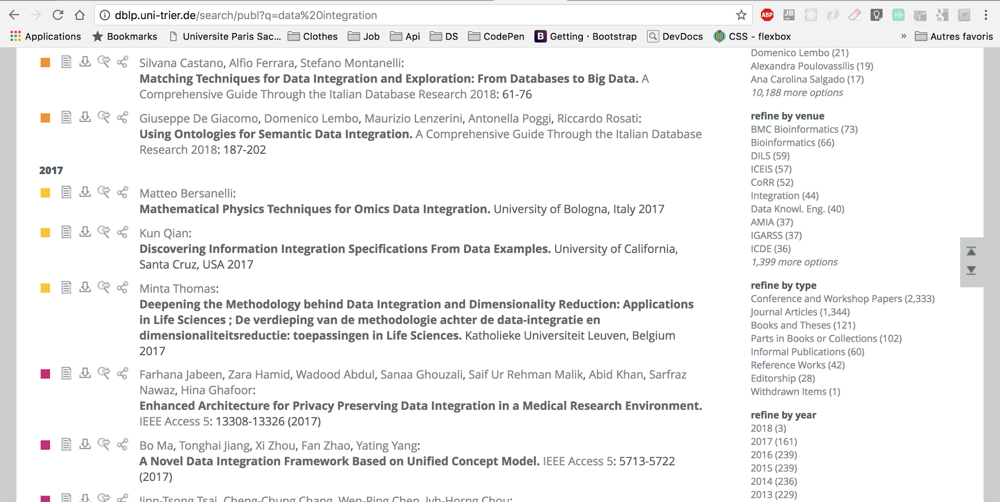 dblp.uni-trier.de/search/publ?q=data%20integration
ABP
JB
Applications
Bookmarks
Universite Paris Sac...
Clothes
Job
Api
DS
CodePen
B
Getting · Bootstrap
DevDocs
CSS - flexbox
»
Autres favoris
Silvana Castano, Alfio Ferrara, Stefano Montanelli:
Matching Techniques for Data Integration and Exploration: From Databases to Big Data. A
Comprehensive Guide Through the Italian Database Research 2018: 61-76
Giuseppe De Giacomo, Domenico Lembo, Maurizio Lenzerini, Antonella Poggi, Riccardo Rosati:
Using Ontologies for Semantic Data Integration. A Comprehensive Guide Through the Italian Database
Research 2018: 187-202
2017
Matteo Bersanelli:
Mathematical Physics Techniques for Omics Data Integration. University of Bologna, Italy 2017
Kun Qian:
Discovering Information Integration Specifications From Data Examples. University of California,
Santa Cruz, USA 2017
Minta Thomas:
Deepening the Methodology behind Data Integration and Dimensionality Reduction: Applications
in Life Sciences ; De verdieping van de methodologie achter de data-integratie en
dimensionaliteitsreductie: toepassingen in Life Sciences. Katholieke Universiteit Leuven, Belgium
2017
Farhana Jabeen, Zara Hamid, Wadood Abdul, Sanaa Ghouzali, Saif Ur Rehman Malik, Abid Khan, Sarfraz
Nawaz, Hina Ghafoor:
Enhanced Architecture for Privacy Preserving Data Integration in a Medical Research Environment.
IEEE Access 5: 13308-13326 (2017)
Bo Ma, Tonghai Jiang, Xi Zhou, Fan Zhao, Yating Yang:
A Novel Data Integration Framework Based on Unified Concept Model. IEEE Access 5: 5713-5722
(2017)
Jinn-Tsong Tsai, Cheng-Chung Chang, Wen-Ping Chen, Jyh-Horng Chou:
Domenico Lembo (21)
Alexandra Poulovassilis (19)
Ana Carolina Salgado (17)
10,188 more options
refine by venue
BMC Bioinformatics (73)
Bioinformatics (66)
DILS (59)
ICEIS (57)
CoRR (52)
Integration (44)
Data Knowl. Eng. (40)
AMIA (37)
IGARSS (37)
ICDE (36)
1,399 more options
refine by type
Conference and Workshop Papers (2,333)
Journal Articles (1,344)
Books and Theses (121)
Parts in Books or Collections (102)
Informal Publications (60)
Reference Works (42)
Editorship (28)
Withdrawn Items (1)
refine by year
2018 (3)
2017 (161)
2016 (239)
2015 (239)
2014 (236)
2013 (229)